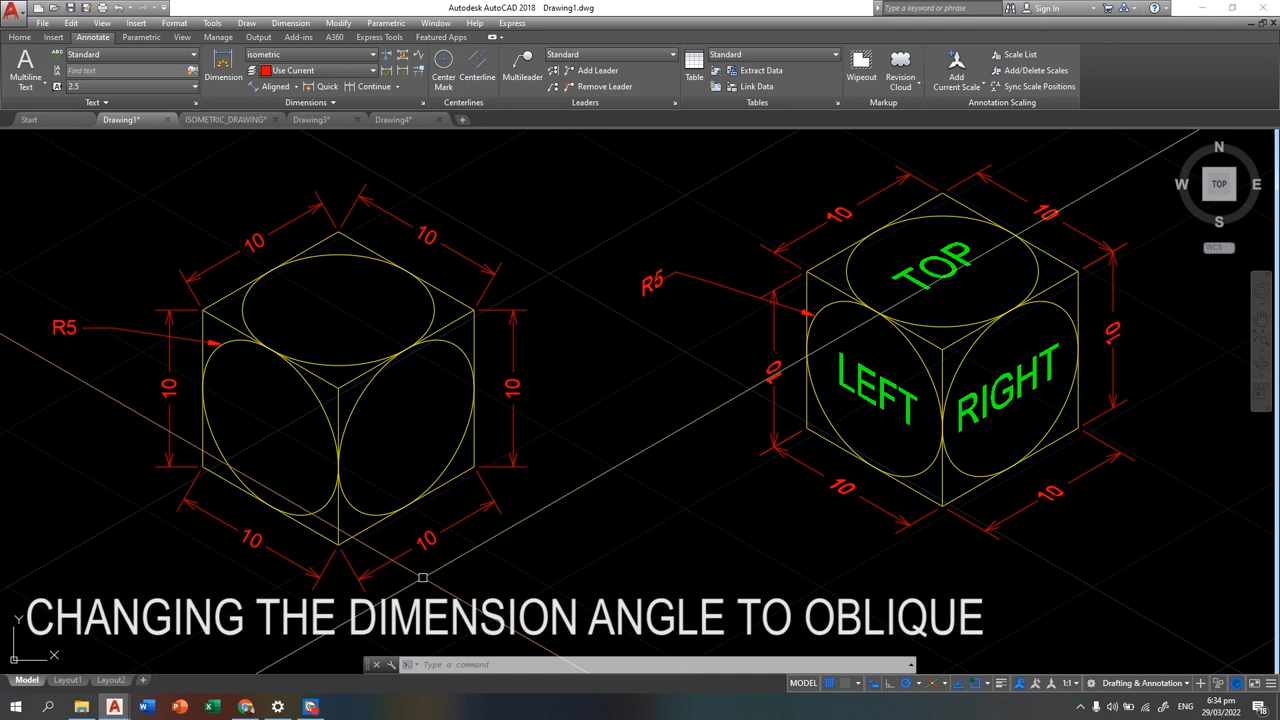 Autodesk AutoCAD 2018 Drawing1.dwg
Type a keyword or phrase
Sign In
File Edit View Insert Format Tools Draw Dimension Modify Parametric Window Help Express
Home Insert Annotate Parametric View Manage Output Add-ins A360 Express Tools Featured Apps
Multiline
Text
Standard
Find text
2.5
Text
Dimension
isometric
Use Current
Aligned
Quick
Continue
Dimensions
Center
Mark
Centerline
Centerlines
Multileader
Standard
Add Leader
Remove Leader
Leaders
Table
Standard
Extract Data
Link Data
Tables
Wipeout
Revision
Cloud
Markup
Add
Current Scale
Scale List
Add/Delete Scales
Sync Scale Positions
Annotation Scaling
Start
Drawing1*
ISOMETRIC_DRAWING*
Drawing3*
Drawing4*
N
W TOP E
S
WCS
10
10
R5
10
10
10
10
10
10
R5
10
10
10
10
TOP
LEFT
RIGHT
CHANGING THE DIMENSION ANGLE TO OBLIQUE
Y
X
Type a command
Model Layout1 Layout2
MODEL
1:1
Drafting & Annotation
ENG
6:34 pm
29/03/2022
18